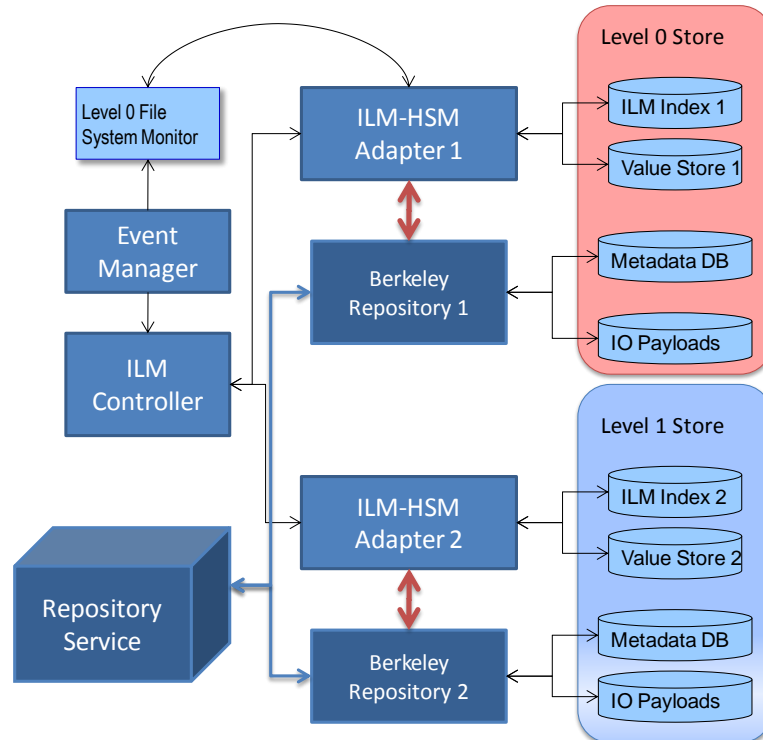 Level 0 Store
Level 0 File
System Monitor
ILM-HSM
Adapter 1
ILM Index 1
Value Store 1
Event
Manager
Berkeley
Repository 1
Metadata DB
IO Payloads
ILM
Controller
Level 1 Store
ILM-HSM
Adapter 2
ILM Index 2
Value Store 2
Repository
Service
Berkeley
Repository 2
Metadata DB
IO Payloads